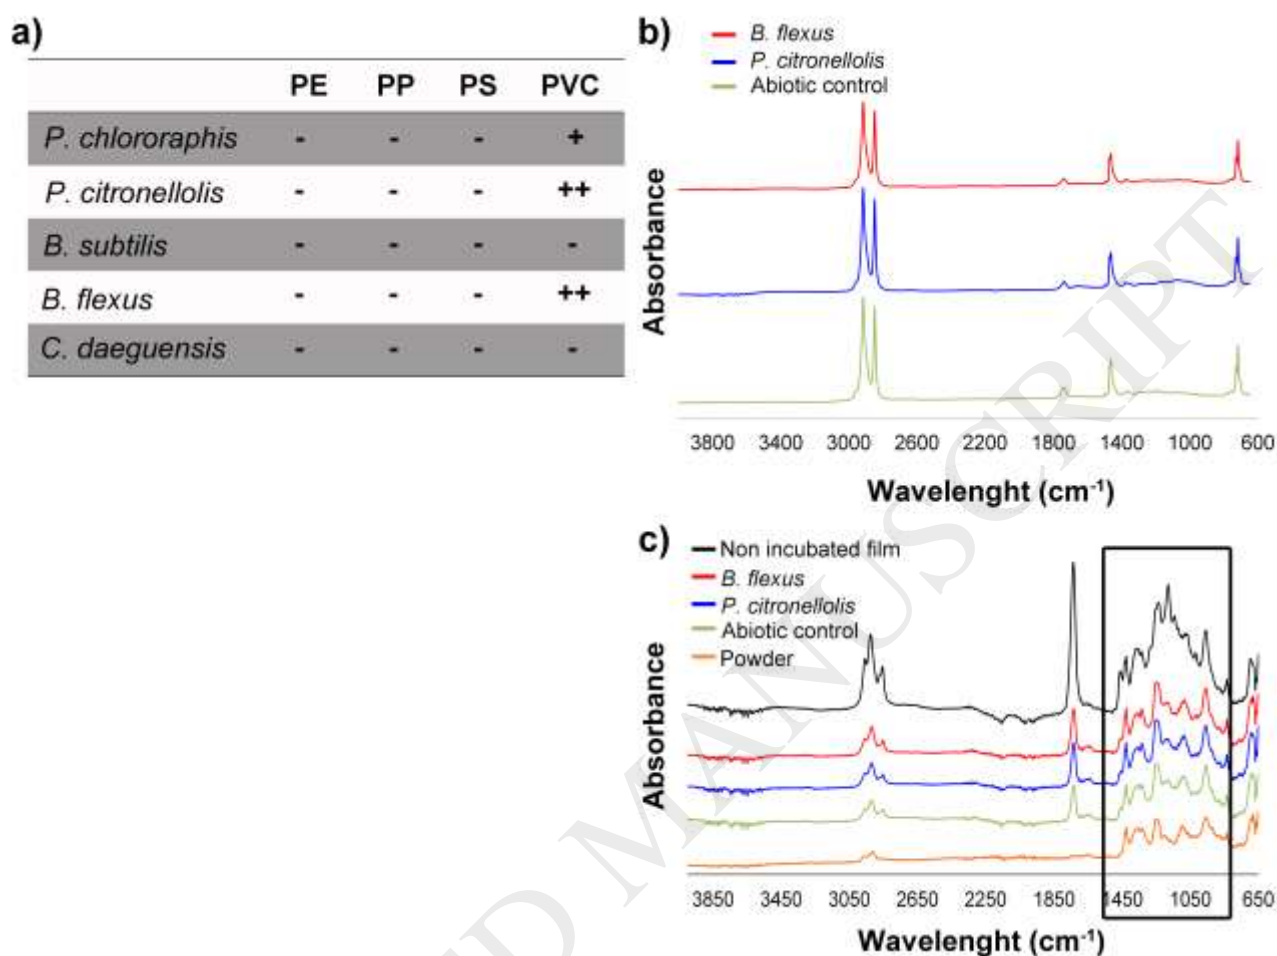 a)
PE PP PS PVC
P. chlororaphis - - - +
P. citronellolis - - - ++
B. subtilis - - - -
B. flexus - - - ++
C. daeguensis - - - -
b)
B. flexus
P. citronellolis
Abiotic control
Absorbance
3800 3400 3000 2600 2200 1800 1400 1000 600
Wavelenght (cm-1)
c)
Non incubated film
B. flexus
P. citronellolis
Abiotic control
Powder
Absorbance
3850 3450 3050 2650 2250 1850 1450 1050 650
Wavelenght (cm-1)
ED MANUSCRIPT